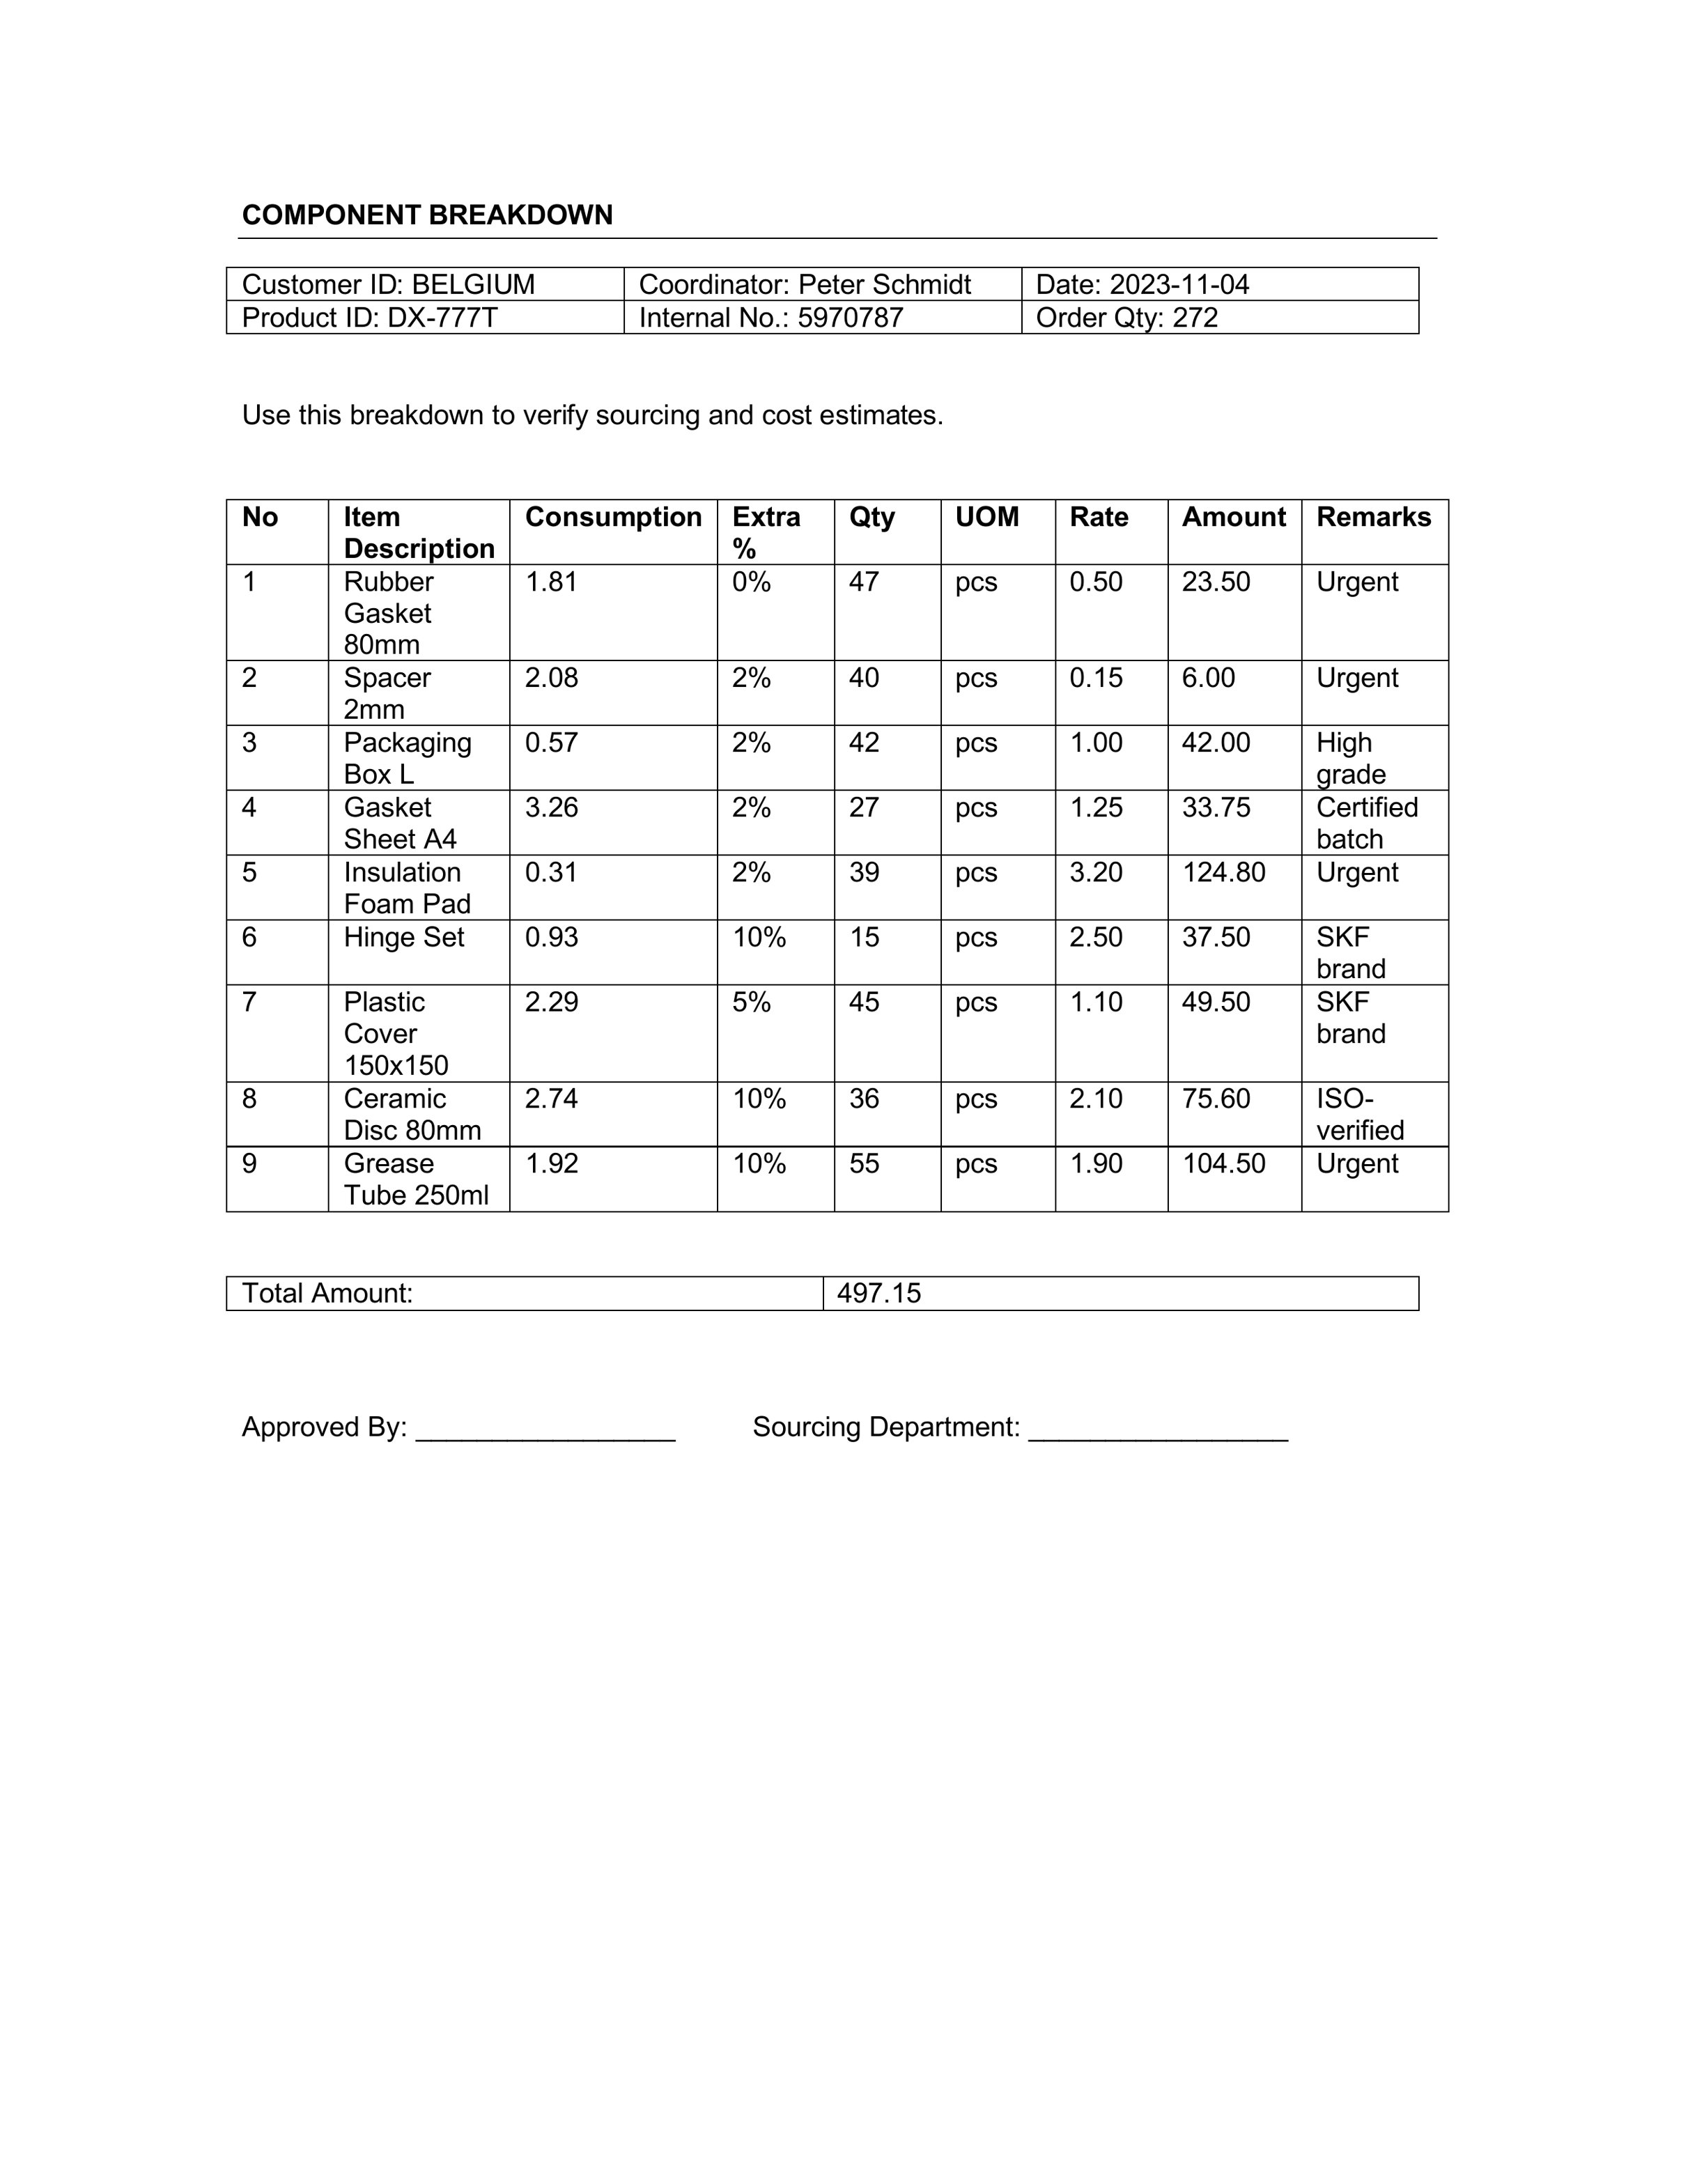 COMPONENT BREAKDOWN
Customer ID: BELGIUM Coordinator: Peter Schmidt Date: 2023-11-04
Product ID: DX-777T Internal No.: 5970787 Order Qty: 272
Use this breakdown to verify sourcing and cost estimates.
No Item Description Consumption Extra % Qty UOM Rate Amount Remarks
1 Rubber Gasket 80mm 1.81 0% 47 pcs 0.50 23.50 Urgent
2 Spacer 2mm 2.08 2% 40 pcs 0.15 6.00 Urgent
3 Packaging Box L 0.57 2% 42 pcs 1.00 42.00 High grade
4 Gasket Sheet A4 3.26 2% 27 pcs 1.25 33.75 Certified batch
5 Insulation Foam Pad 0.31 2% 39 pcs 3.20 124.80 Urgent
6 Hinge Set 0.93 10% 15 pcs 2.50 37.50 SKF brand
7 Plastic Cover 150x150 2.29 5% 45 pcs 1.10 49.50 SKF brand
8 Ceramic Disc 80mm 2.74 10% 36 pcs 2.10 75.60 ISO-verified
9 Grease Tube 250ml 1.92 10% 55 pcs 1.90 104.50 Urgent
Total Amount: 497.15
Approved By: _________________ Sourcing Department: _________________